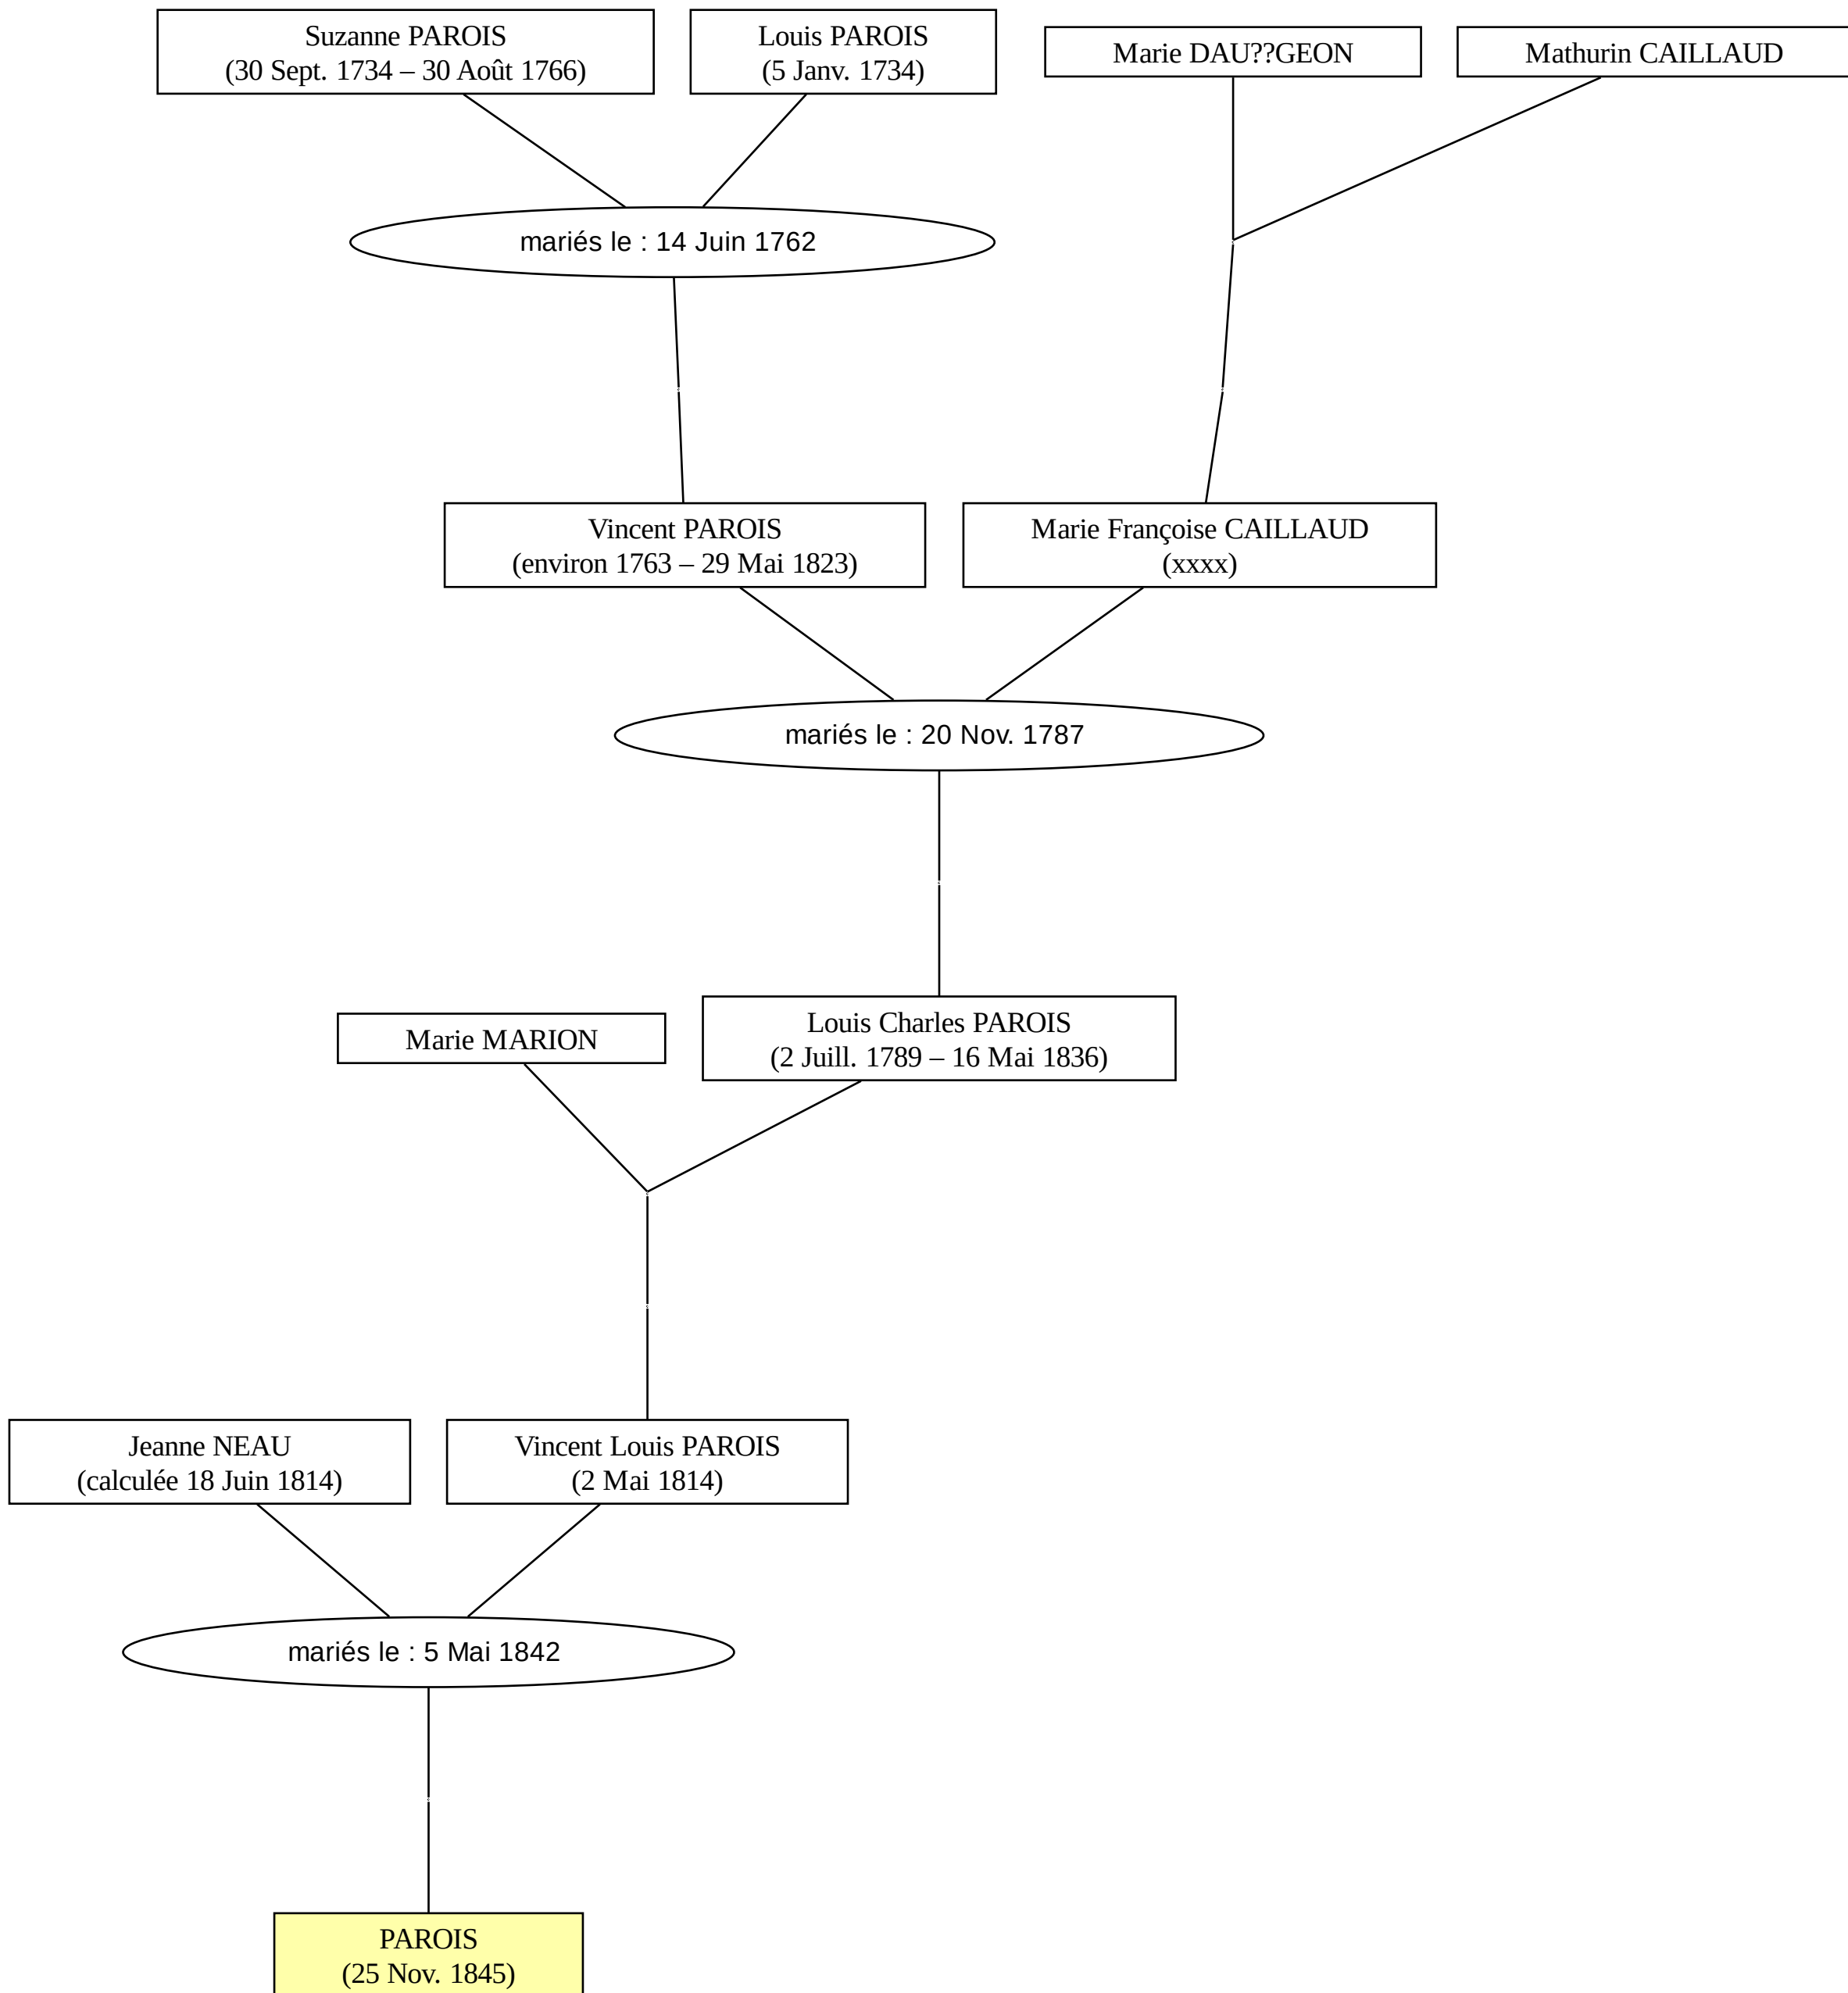 Suzanne PAROIS
(30 Sept. 1734 – 30 Août 1766)
Louis PAROIS
(5 Janv. 1734)
Marie DAU??GEON
Mathurin CAILLAUD
mariés le : 14 Juin 1762
Vincent PAROIS
(environ 1763 – 29 Mai 1823)
Marie Françoise CAILLAUD
(xxxx)
mariés le : 20 Nov. 1787
Marie MARION
Louis Charles PAROIS
(2 Juill. 1789 – 16 Mai 1836)
Jeanne NEAU
(calculée 18 Juin 1814)
Vincent Louis PAROIS
(2 Mai 1814)
mariés le : 5 Mai 1842
PAROIS
(25 Nov. 1845)